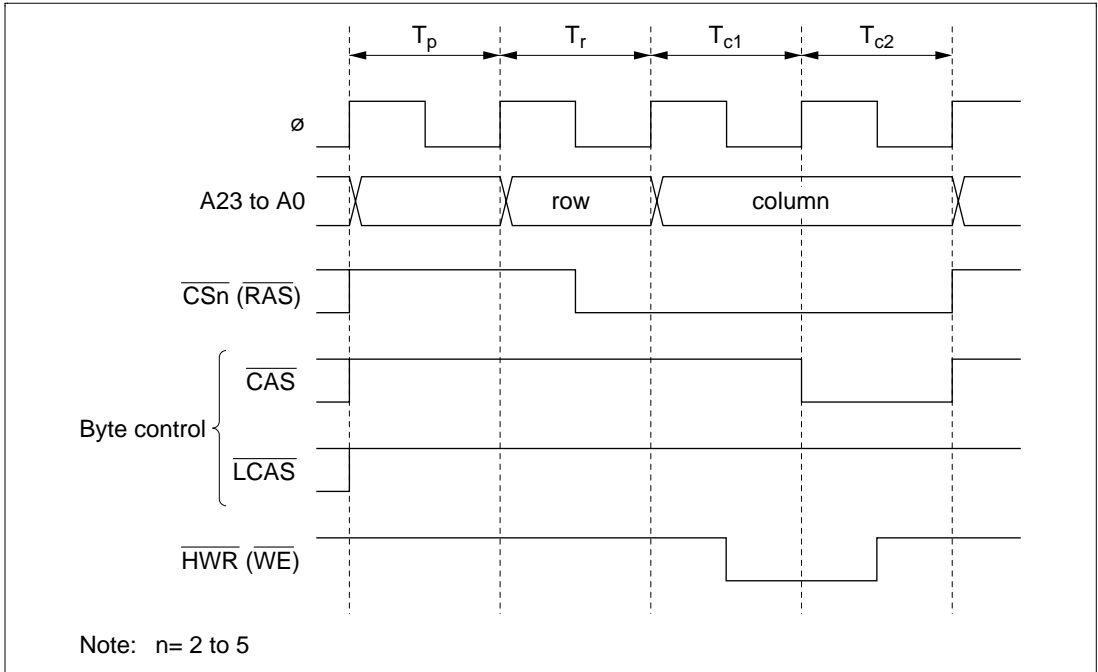 Tp Tr Tc1 Tc2
ø
A23 to A0 row column
CSn (RAS)
CAS
Byte control
LCAS
HWR (WE)
Note: n= 2 to 5